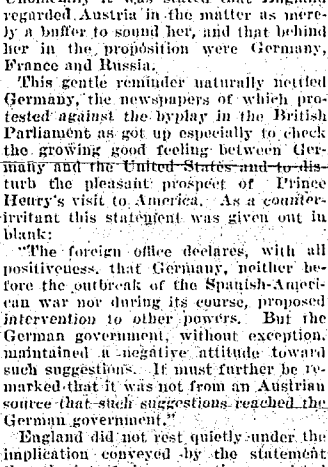 Unofficially it was stated that England
regarded Austria in the matter as mere-
ly a buffer to sound her, and that behind
her in the proposition were Germany,
France and Russia.
This gentle reminder naturally nettled
Germany, the newspapers of which pro-
tested against the byplay in the British
Parliament as got up especially to check
the growing good feeling between Ger-
many and the United States and to dis-
turb the pleasant prospect of Prince
Henry's visit to America. As a counter-
irritant this statement was given out in
blank:
"The foreign office declares, with all
positiveness, that Germany, neither be-
fore the outbreak of the Spanish-Ameri-
can war nor during its course, proposed
intervention to other powers. But the
German government, without exception,
maintained a negative attitude toward
such suggestions. It must further be re-
marked that it was not from an Austrian
source that such suggestions reached the
German government."
England did not rest quietly under the
implication conveyed by the statement